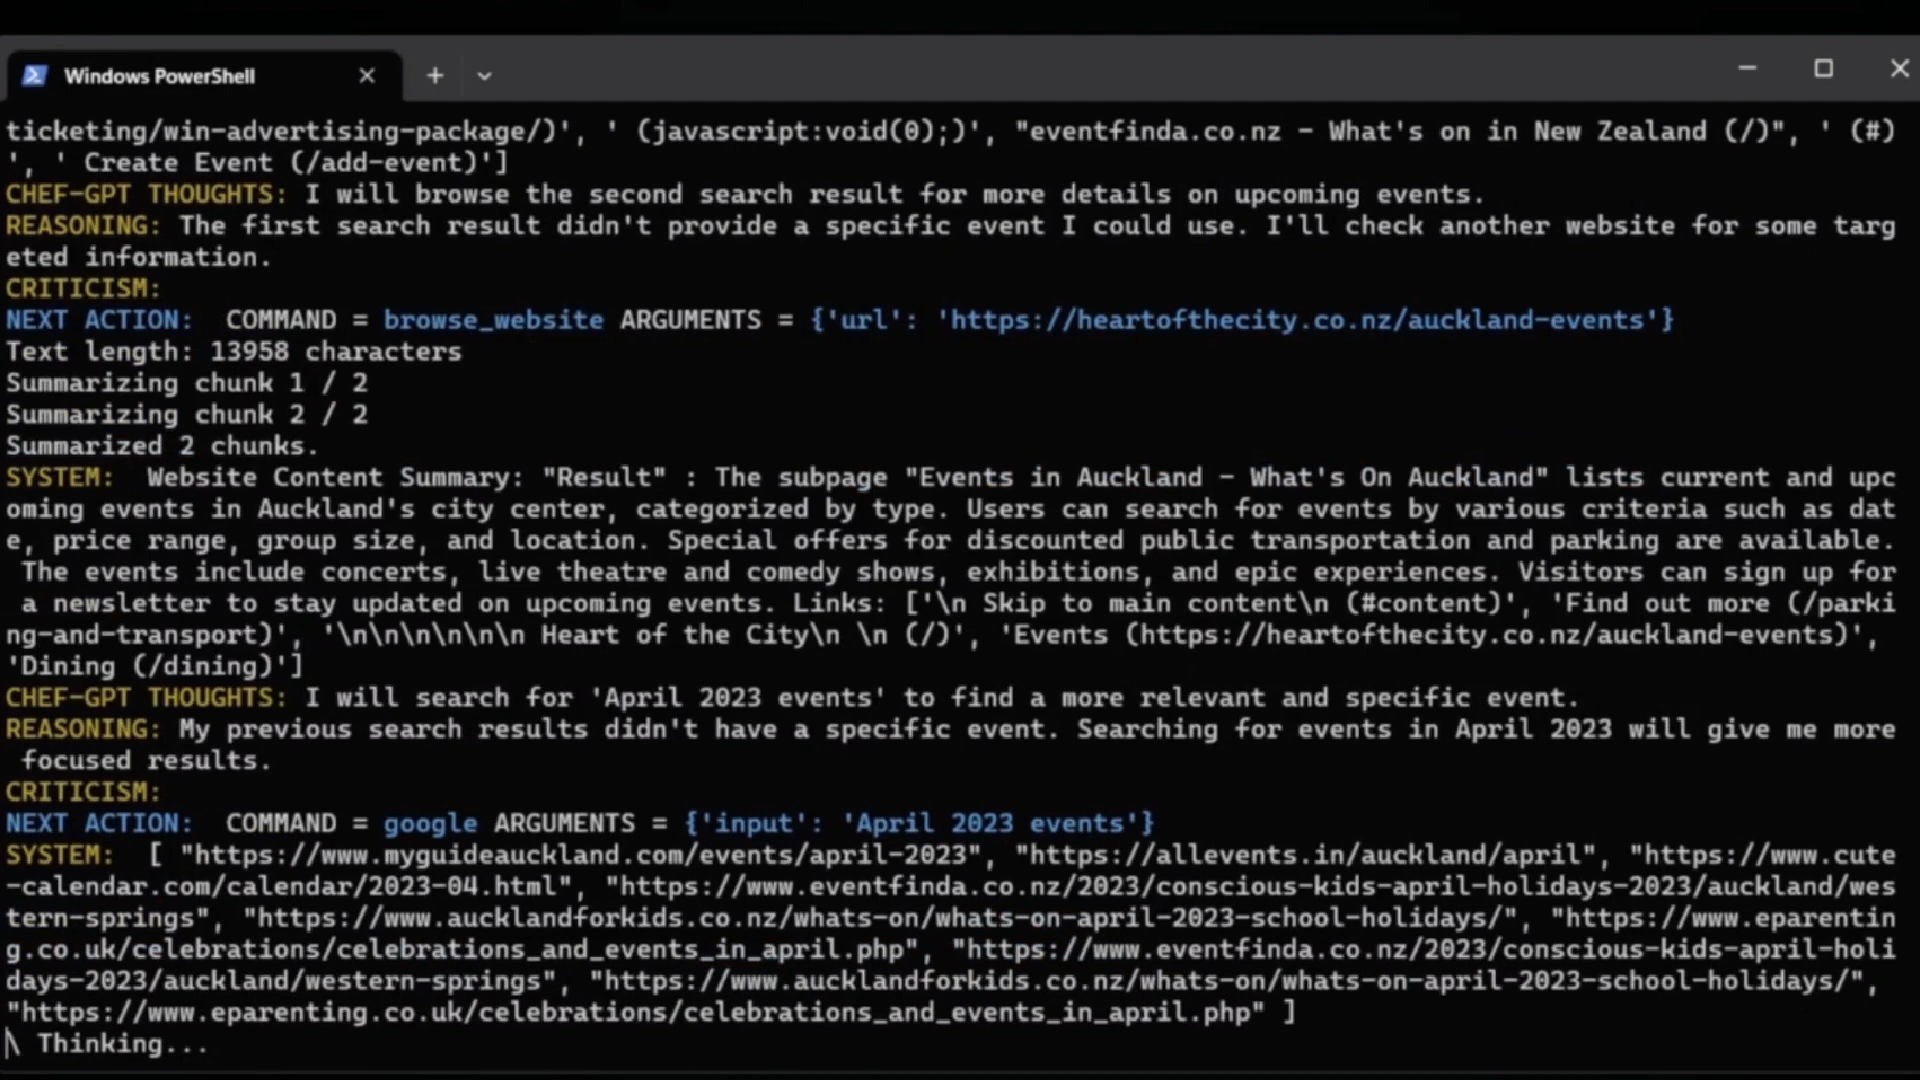 Windows PowerShell
ticketing/win-advertising-package/)', ' (javascript:void(0);)', "eventfinda.co.nz - What's on in New Zealand (/)", ' (#)
', ' Create Event (/add-event)']
CHEF-GPT THOUGHTS: I will browse the second search result for more details on upcoming events.
REASONING: The first search result didn't provide a specific event I could use. I'll check another website for some targ
eted information.
CRITICISM:
NEXT ACTION:  COMMAND = browse_website ARGUMENTS = {'url': 'https://heartofthecity.co.nz/auckland-events'}
Text length: 13958 characters
Summarizing chunk 1 / 2
Summarizing chunk 2 / 2
Summarized 2 chunks.
SYSTEM:  Website Content Summary: "Result" : The subpage "Events in Auckland - What's On Auckland" lists current and upc
oming events in Auckland's city center, categorized by type. Users can search for events by various criteria such as dat
e, price range, group size, and location. Special offers for discounted public transportation and parking are available.
 The events include concerts, live theatre and comedy shows, exhibitions, and epic experiences. Visitors can sign up for
 a newsletter to stay updated on upcoming events. Links: ['\n Skip to main content\n (#content)', 'Find out more (/parki
ng-and-transport)', '\n\n\n\n\n\n Heart of the City\n \n (/)', 'Events (https://heartofthecity.co.nz/auckland-events)',
'Dining (/dining)']
CHEF-GPT THOUGHTS: I will search for 'April 2023 events' to find a more relevant and specific event.
REASONING: My previous search results didn't have a specific event. Searching for events in April 2023 will give me more
 focused results.
CRITICISM:
NEXT ACTION:  COMMAND = google ARGUMENTS = {'input': 'April 2023 events'}
SYSTEM:  [ "https://www.myguideauckland.com/events/april-2023", "https://allevents.in/auckland/april", "https://www.cute
-calendar.com/calendar/2023-04.html", "https://www.eventfinda.co.nz/2023/conscious-kids-april-holidays-2023/auckland/wes
tern-springs", "https://www.aucklandforkids.co.nz/whats-on/whats-on-april-2023-school-holidays/", "https://www.eparentin
g.co.uk/celebrations/celebrations_and_events_in_april.php", "https://www.eventfinda.co.nz/2023/conscious-kids-april-holi
days-2023/auckland/western-springs", "https://www.aucklandforkids.co.nz/whats-on/whats-on-april-2023-school-holidays/",
"https://www.eparenting.co.uk/celebrations/celebrations_and_events_in_april.php" ]
\ Thinking...